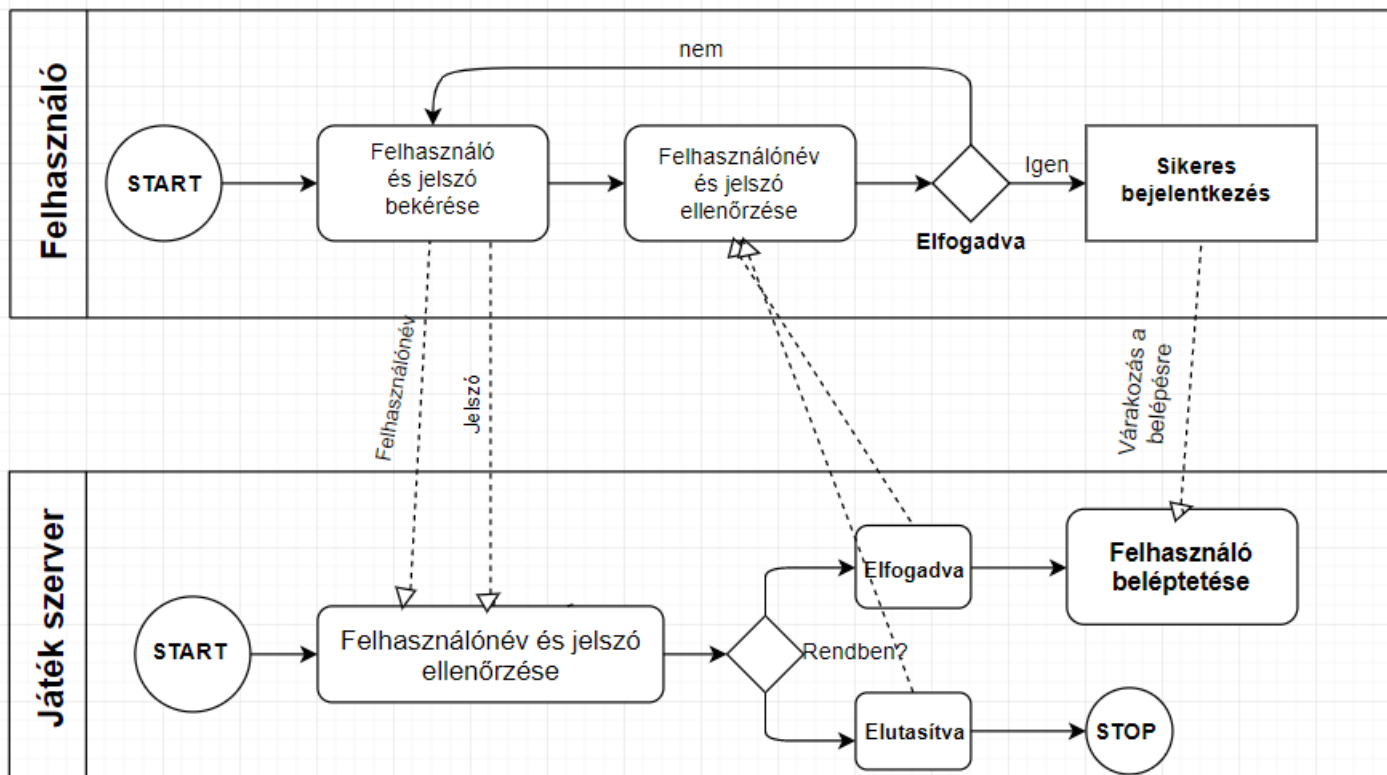 Felhasználó
nem
START
Felhasználó
és jelszó
bekérése
Felhasználónév
és jelszó
ellenőrzése
Elfogadva
Igen
Sikeres
bejelentkezés
Felhasználónév
Jelszó
Várakozás a
belépésre
Játék szerver
START
Felhasználónév és jelszó
ellenőrzése
Rendben?
Elfogadva
Felhasználó
beléptetése
Elutasítva
STOP